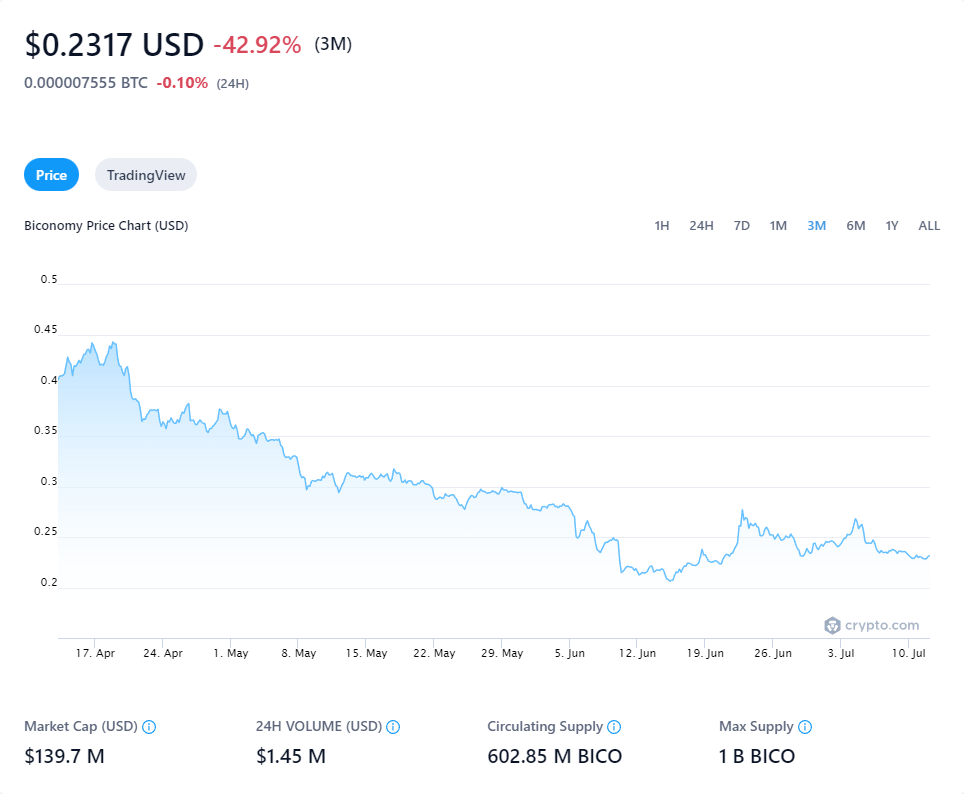 $0.2317 USD -42.92% (3M)
0.000007555 BTC -0.10% (24H)
Price TradingView
Biconomy Price Chart (USD) 1H 24H 7D 1M 3M 6M 1Y ALL
0.5
0.45
0.4
0.35
0.3
0.25
0.2
crypto.com
17. Apr 24. Apr 1. May 8. May 15. May 22. May 29. May 5. Jun 12. Jun 19. Jun 26. Jun 3. Jul 10. Jul
Market Cap (USD) 24H VOLUME (USD) Circulating Supply Max Supply
$139.7 M $1.45 M 602.85 M BICO 1 B BICO